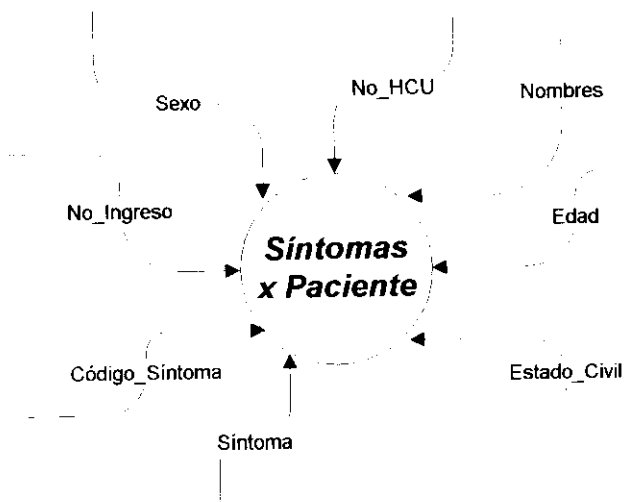 No_HCU
Nombres
Sexo
No_Ingreso
Edad
Síntomas
x Paciente
Código_Síntoma
Estado_Civil
Síntoma